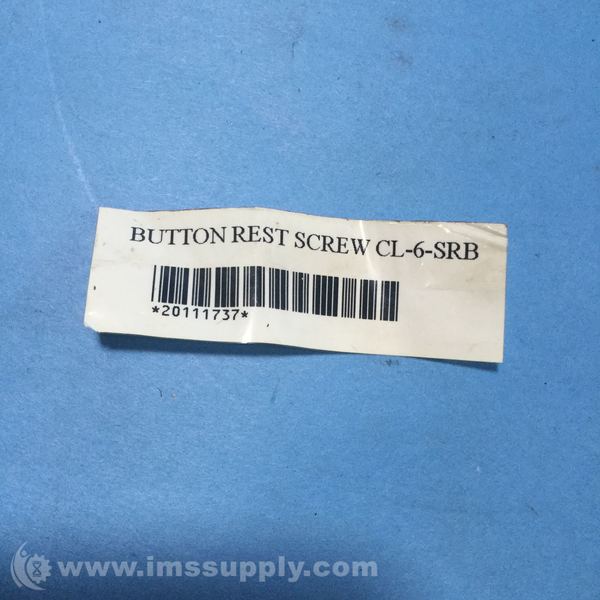 BUTTON REST SCREW CL-6-SRB
*20111737*
www.imssupply.com